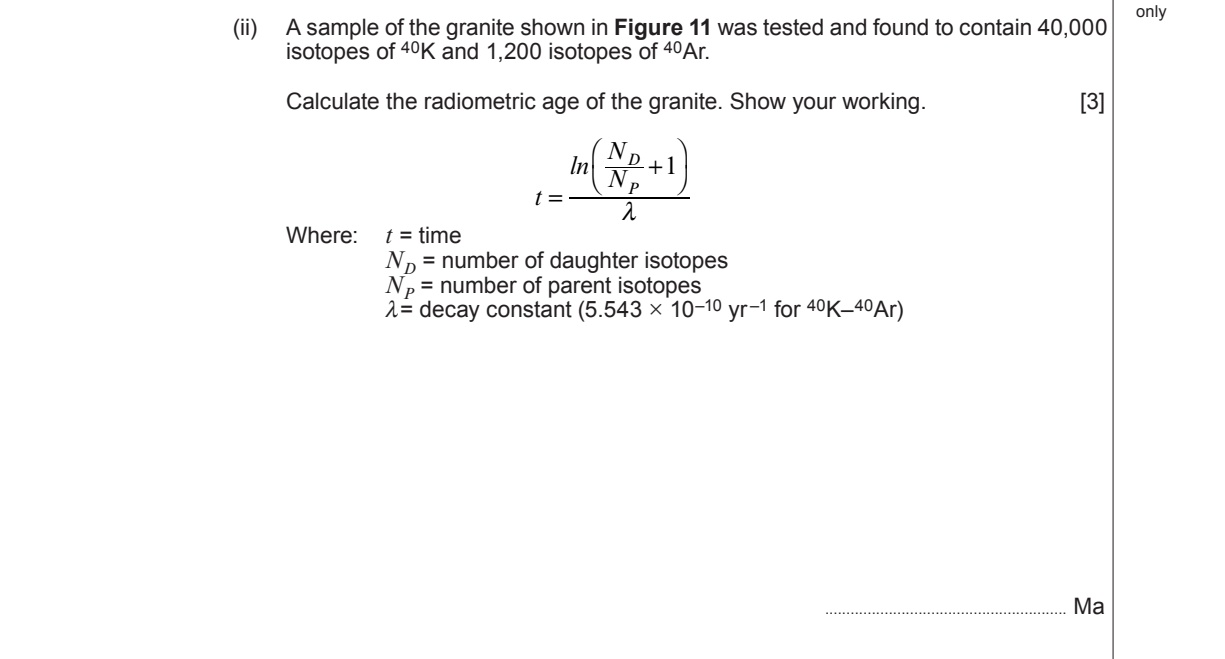 only
(ii) A sample of the granite shown in Figure 11 was tested and found to contain 40,000
isotopes of ⁴⁰K and 1,200 isotopes of ⁴⁰Ar.
Calculate the radiometric age of the granite. Show your working. [3]
t = ln(N_D/N_P + 1)/λ
Where: t = time
N_D = number of daughter isotopes
N_P = number of parent isotopes
λ = decay constant (5.543 × 10⁻¹⁰ yr⁻¹ for ⁴⁰K–⁴⁰Ar)
......................................................... Ma